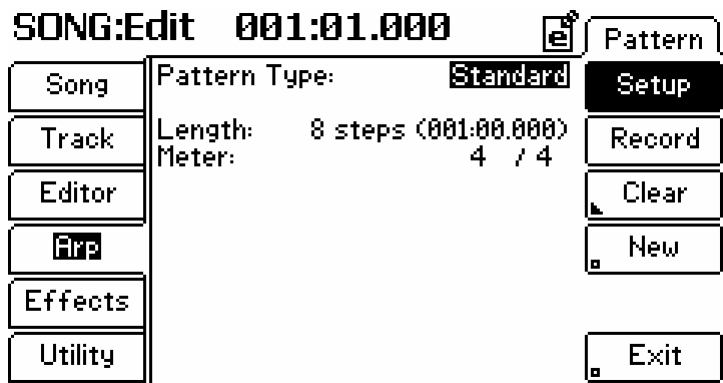 SONG:Edit 001:01.000 e Pattern
Song
Track
Editor
Arp
Effects
Utility
Pattern Type: Standard
Length: 8 steps (001:00.000)
Meter: 4 / 4
Setup
Record
Clear
New
Exit